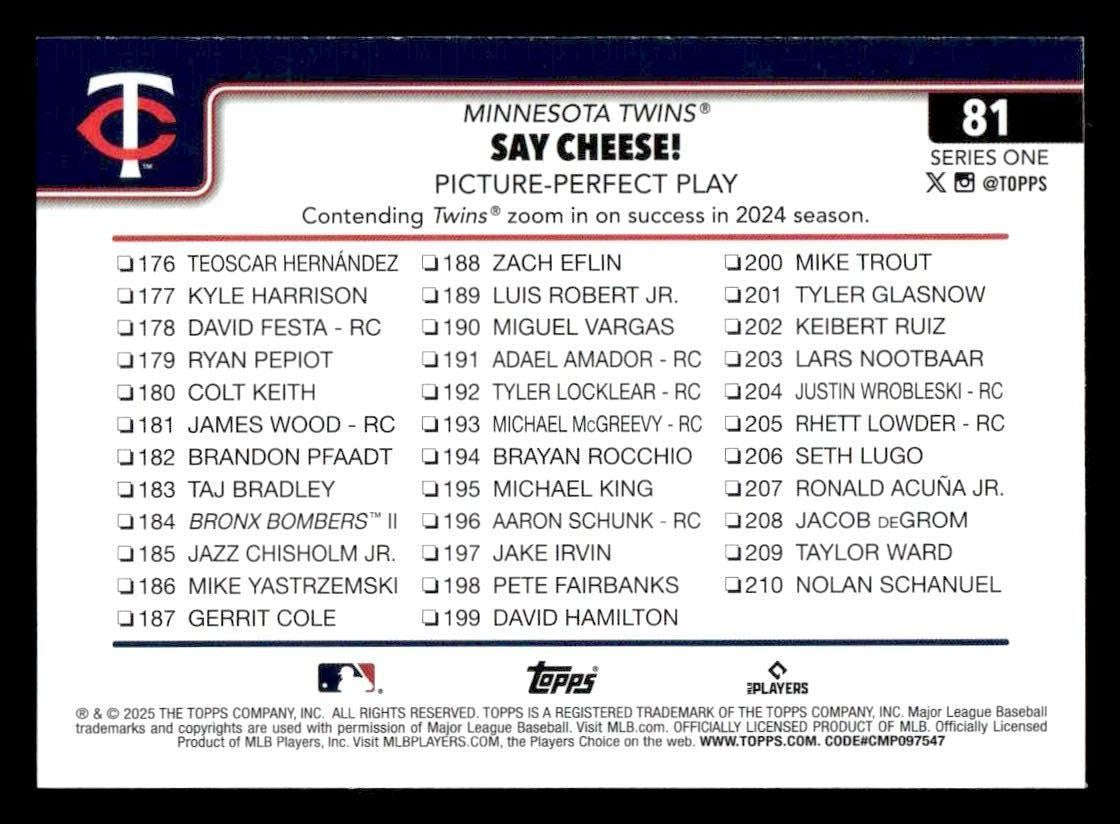 TC
™
MINNESOTA TWINS®
SAY CHEESE!
PICTURE-PERFECT PLAY
Contending Twins® zoom in on success in 2024 season.
81
SERIES ONE
X @TOPPS
❏176 TEOSCAR HERNÁNDEZ
❏177 KYLE HARRISON
❏178 DAVID FESTA - RC
❏179 RYAN PEPIOT
❏180 COLT KEITH
❏181 JAMES WOOD - RC
❏182 BRANDON PFAADT
❏183 TAJ BRADLEY
❏184 BRONX BOMBERS™ II
❏185 JAZZ CHISHOLM JR.
❏186 MIKE YASTRZEMSKI
❏187 GERRIT COLE
❏188 ZACH EFLIN
❏189 LUIS ROBERT JR.
❏190 MIGUEL VARGAS
❏191 ADAEL AMADOR - RC
❏192 TYLER LOCKLEAR - RC
❏193 MICHAEL McGREEVY - RC
❏194 BRAYAN ROCCHIO
❏195 MICHAEL KING
❏196 AARON SCHUNK - RC
❏197 JAKE IRVIN
❏198 PETE FAIRBANKS
❏199 DAVID HAMILTON
❏200 MIKE TROUT
❏201 TYLER GLASNOW
❏202 KEIBERT RUIZ
❏203 LARS NOOTBAAR
❏204 JUSTIN WROBLESKI - RC
❏205 RHETT LOWDER - RC
❏206 SETH LUGO
❏207 RONALD ACUÑA JR.
❏208 JACOB DEGROM
❏209 TAYLOR WARD
❏210 NOLAN SCHANUEL
Topps®
MLB PLAYERS
® & © 2025 THE TOPPS COMPANY, INC. ALL RIGHTS RESERVED. TOPPS IS A REGISTERED TRADEMARK OF THE TOPPS COMPANY, INC. Major League Baseball
trademarks and copyrights are used with permission of Major League Baseball. Visit MLB.com. OFFICIALLY LICENSED PRODUCT OF MLB. Officially Licensed
Product of MLB Players, Inc. Visit MLBPLAYERS.COM, the Players Choice on the web. WWW.TOPPS.COM. CODE#CMP097547